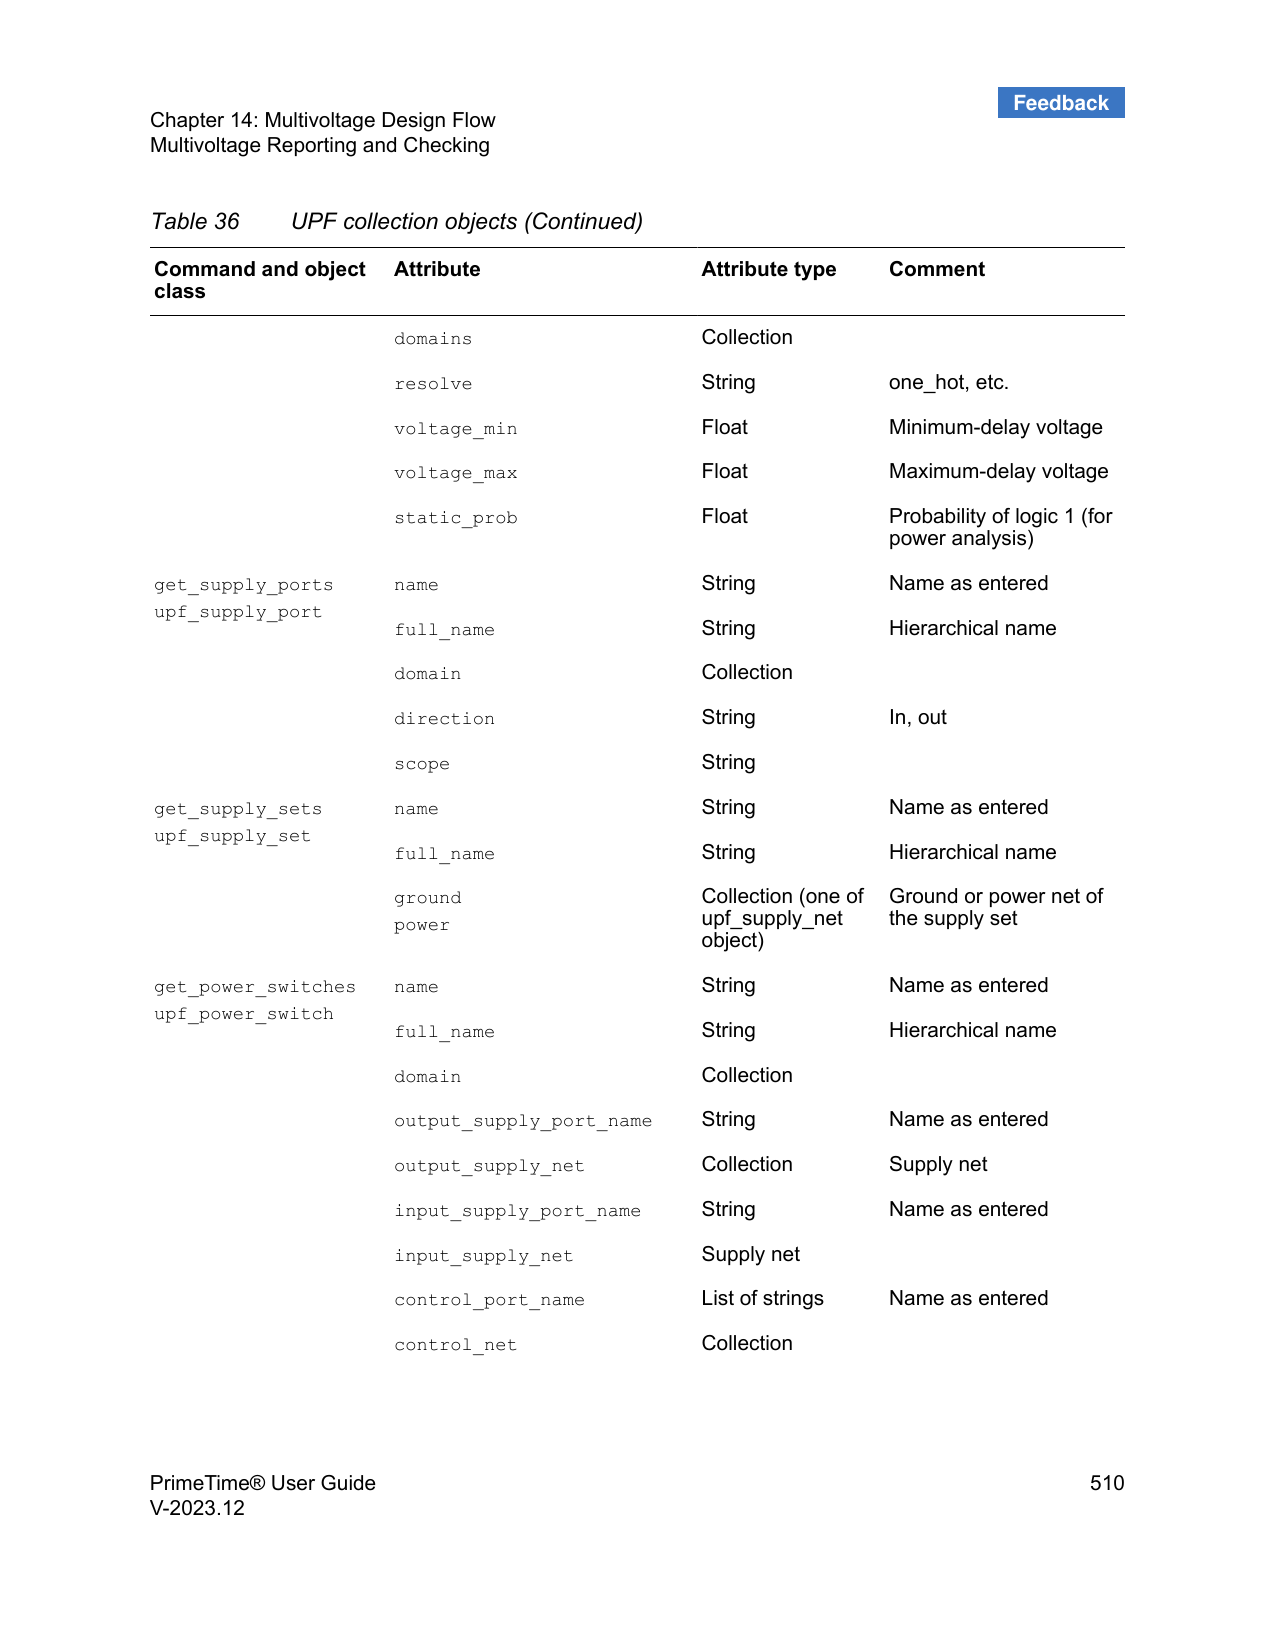 Feedback
Chapter 14: Multivoltage Design Flow
Multivoltage Reporting and Checking
Table 36 UPF collection objects (Continued)
Command and object class Attribute Attribute type Comment
domains Collection
resolve String one_hot, etc.
voltage_min Float Minimum-delay voltage
voltage_max Float Maximum-delay voltage
static_prob Float Probability of logic 1 (for
power analysis)
get_supply_ports name String Name as entered
upf_supply_port
full_name String Hierarchical name
domain Collection
direction String In, out
scope String
get_supply_sets name String Name as entered
upf_supply_set
full_name String Hierarchical name
ground Collection (one of Ground or power net of
power upf_supply_net the supply set
object)
get_power_switches name String Name as entered
upf_power_switch
full_name String Hierarchical name
domain Collection
output_supply_port_name String Name as entered
output_supply_net Collection Supply net
input_supply_port_name String Name as entered
input_supply_net Supply net
control_port_name List of strings Name as entered
control_net Collection
PrimeTime® User Guide 510
V-2023.12